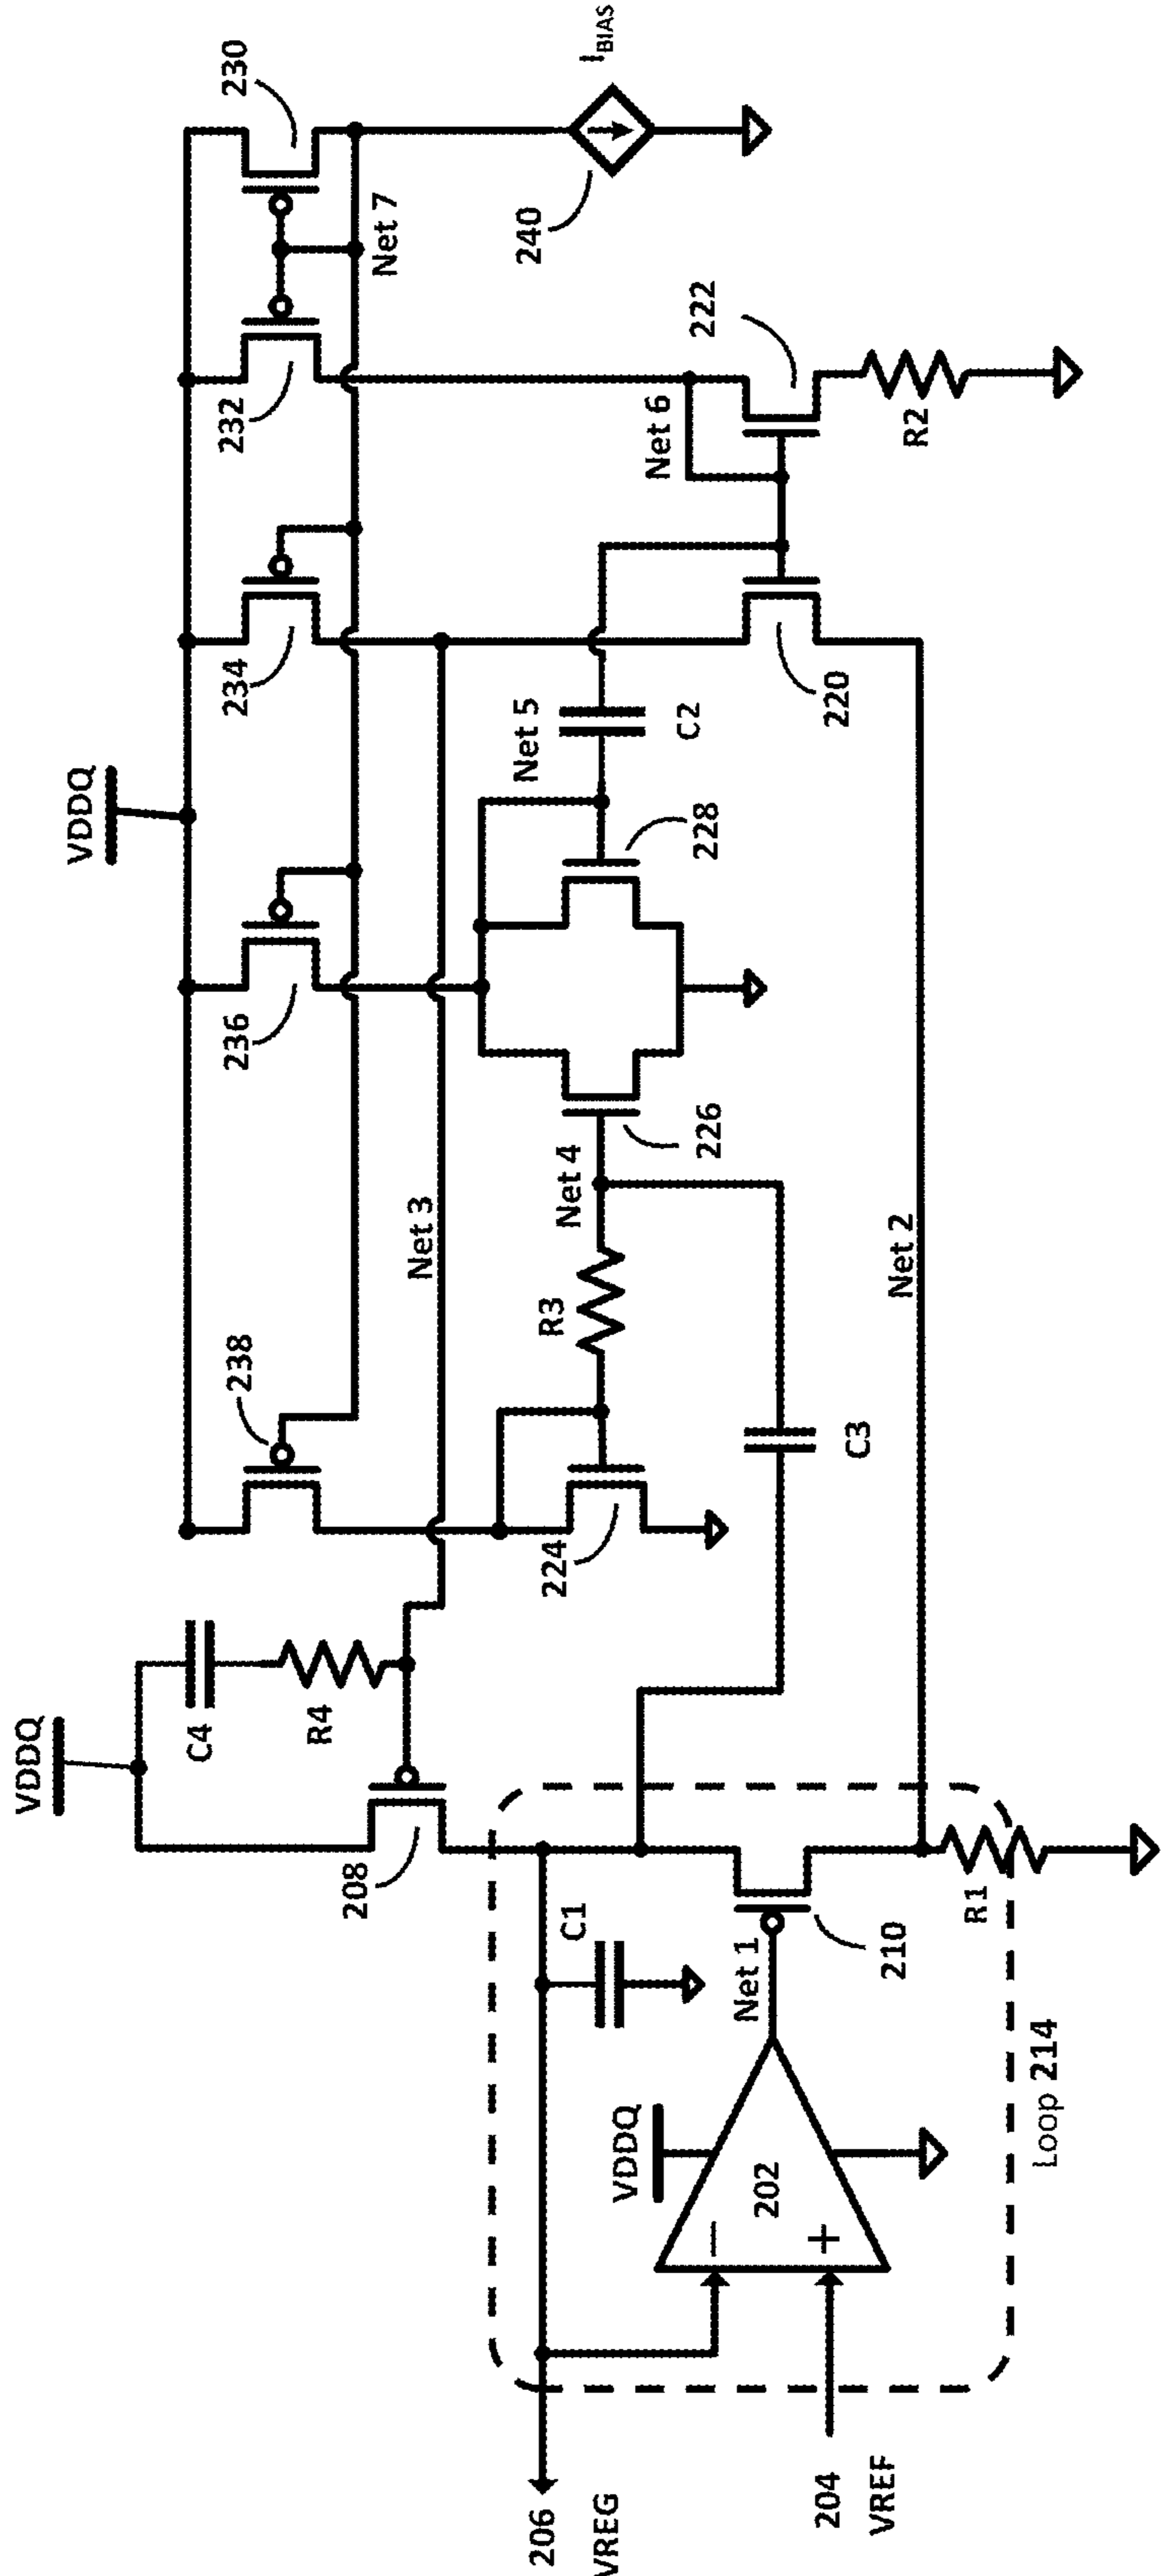 VDDQ
C4
R4
208
238
236
VDDQ
234
232
230
Net 7
Net 3
224
R3
Net 4
226
228
Net 5
C2
220
Net 6
222
R2
240
IBIAS
C3
Net 2
206
VREG
204
VREF
VDDQ
202
−
+
C1
Net 1
210
R1
Loop 214